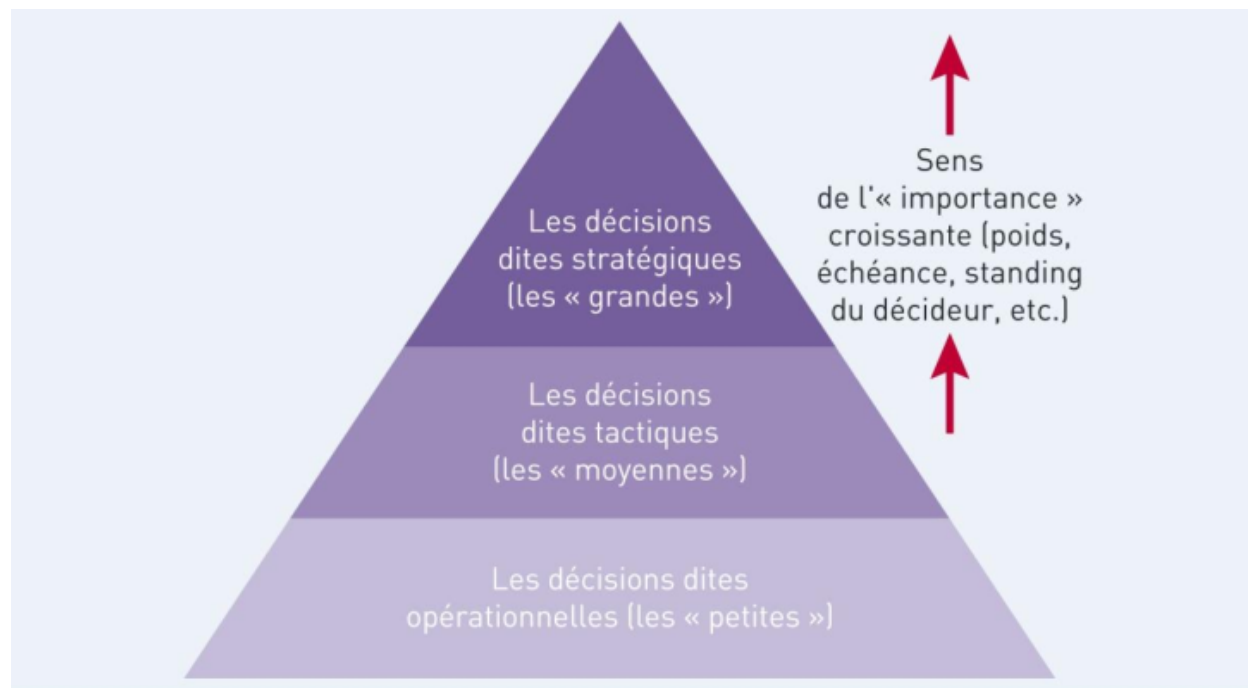 Les décisions
dites stratégiques
(les « grandes »)
Sens
de l'« importance »
croissante (poids,
échéance, standing
du décideur, etc.)
Les décisions
dites tactiques
(les « moyennes »)
Les décisions dites
opérationnelles (les « petites »)